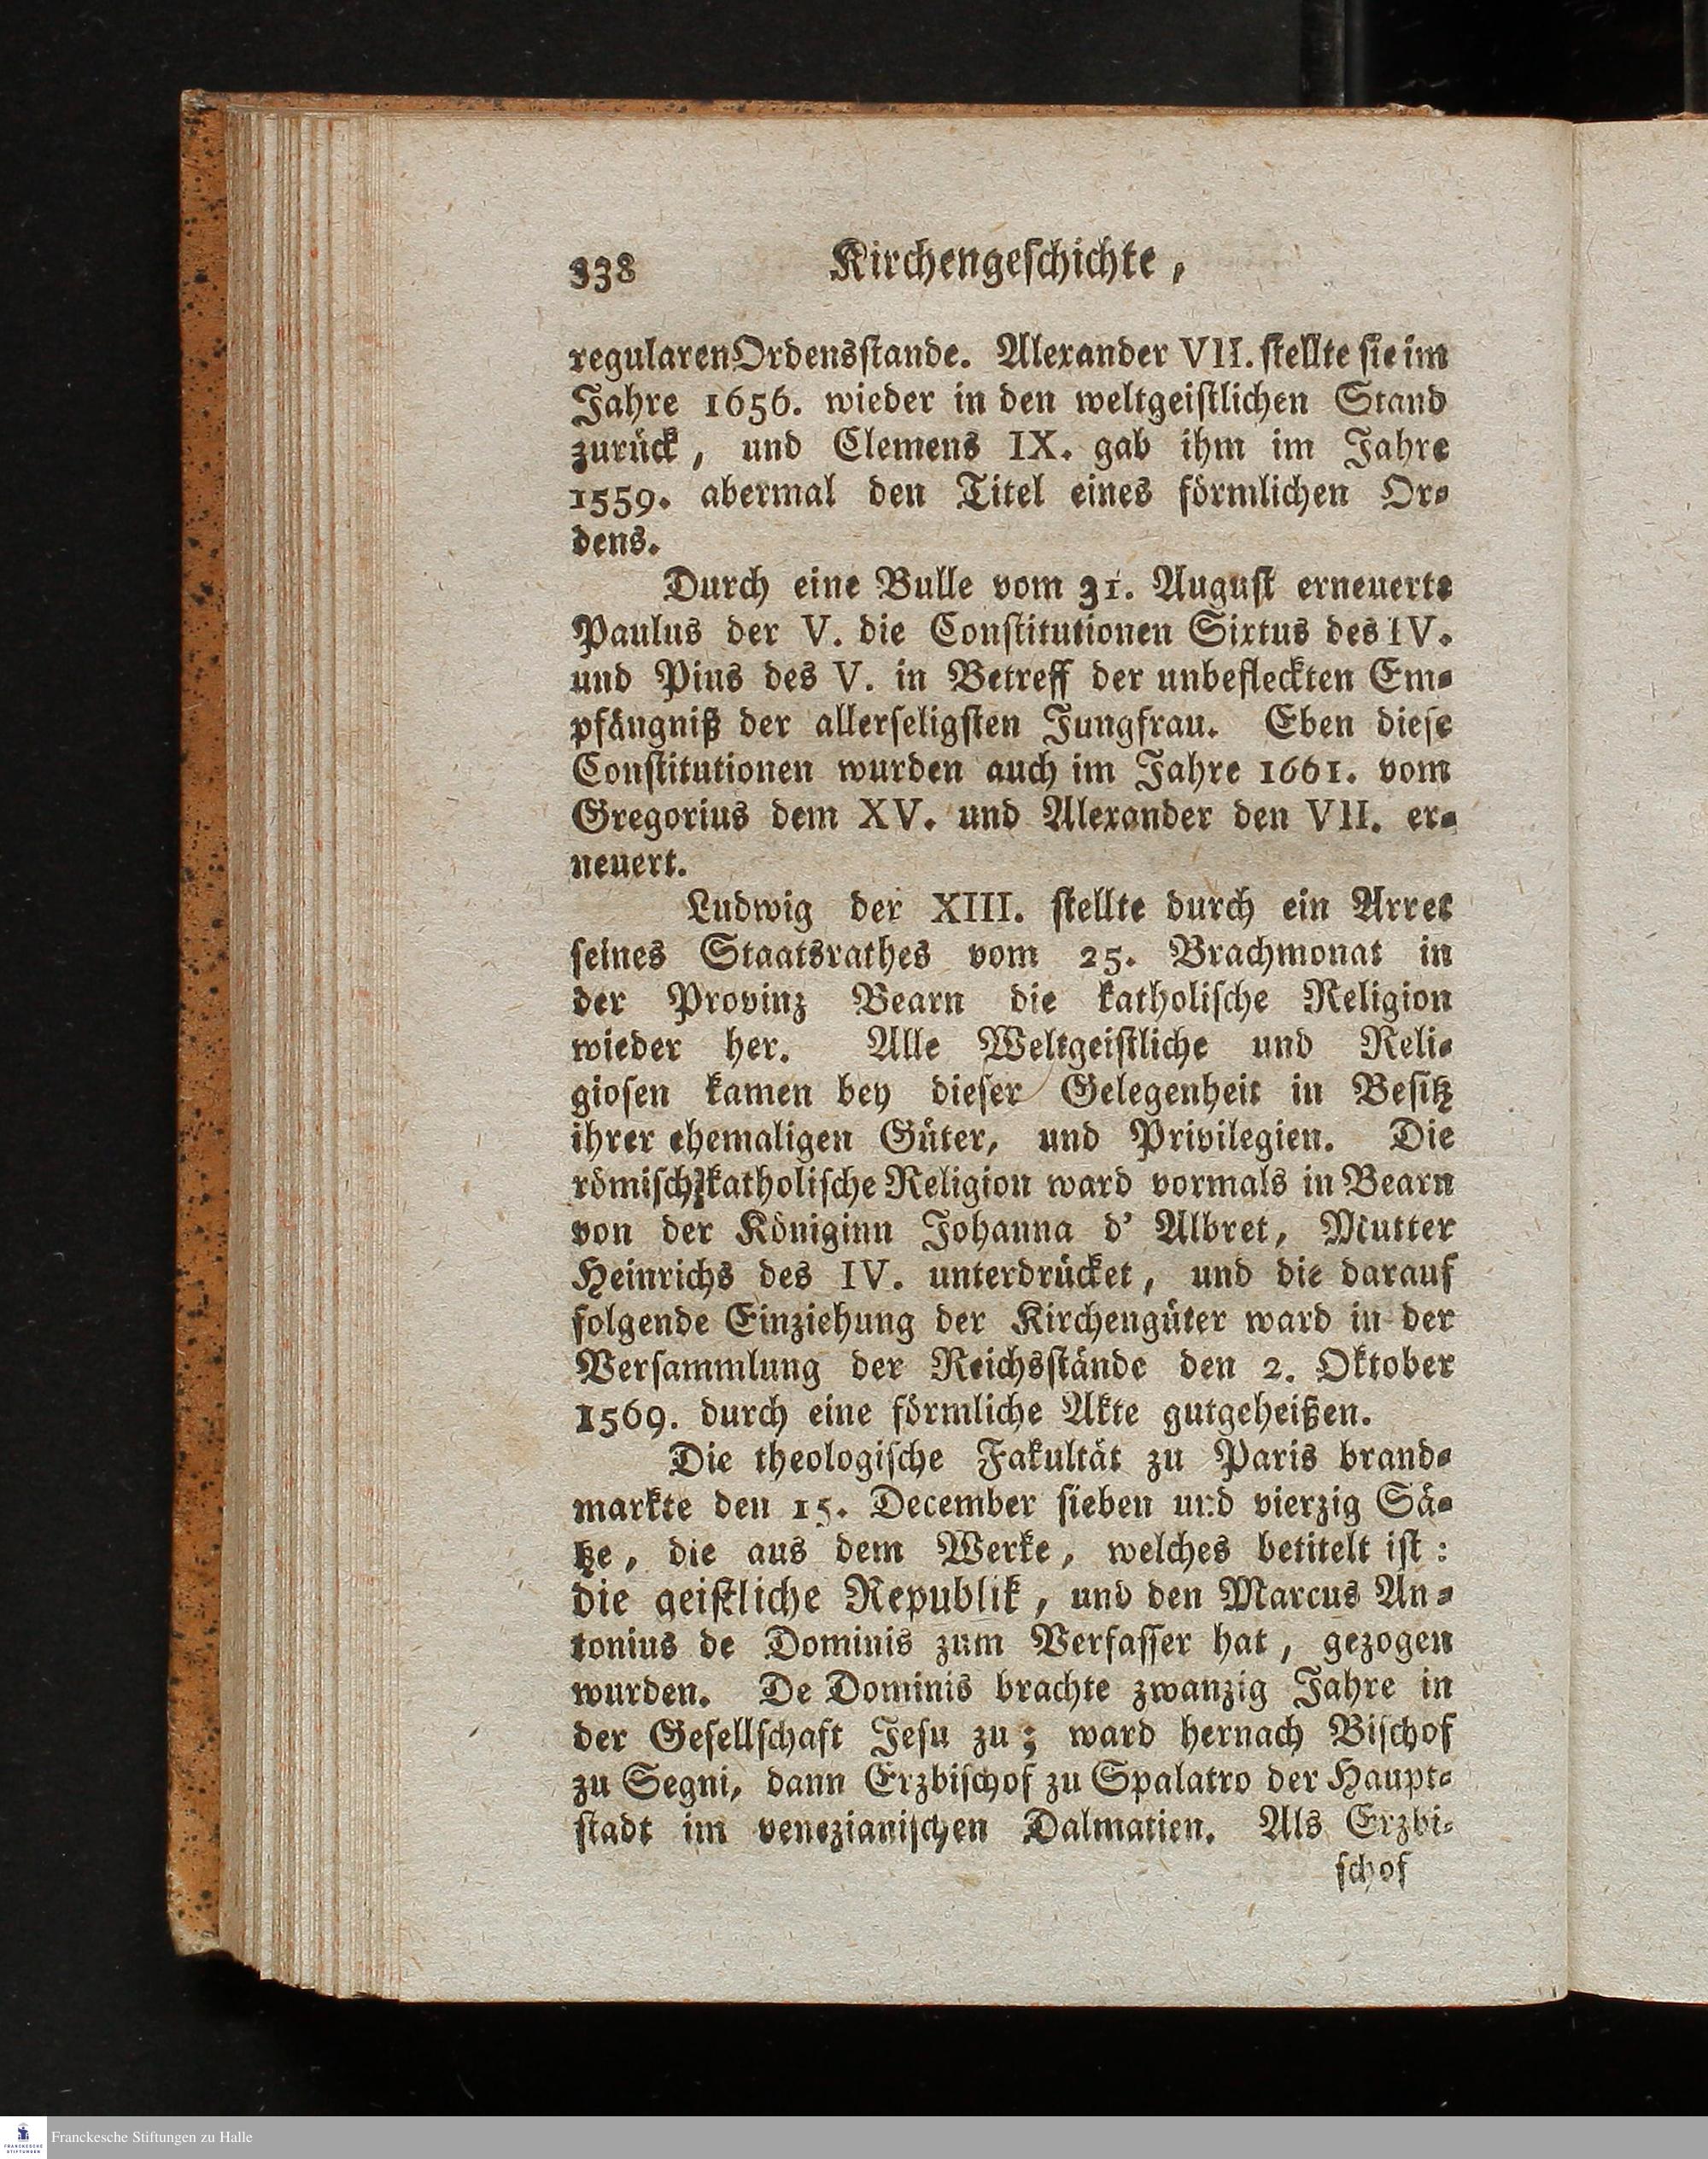 338 Kirchengeschichte,
regularen Ordensstande. Alexander VII. stellte sie im
Jahre 1656. wieder in den weltgeistlichen Stand
zurück, und Clemens IX. gab ihm im Jahre
1559. abermal den Titel eines förmlichen Or-
dens.
Durch eine Bulle vom 31. August erneuerte
Paulus der V. die Constitutionen Sixtus des IV.
und Pius des V. in Betreff der unbefleckten Em-
pfängniß der allerseligsten Jungfrau. Eben diese
Constitutionen wurden auch im Jahre 1661. vom
Gregorius dem XV. und Alexander den VII. er-
neuert.
Ludwig der XIII. stellte durch ein Arret
seines Staatsrathes vom 25. Brachmonat in
der Provinz Bearn die katholische Religion
wieder her. Alle Weltgeistliche und Reli-
giosen kamen bey dieser Gelegenheit in Besitz
ihrer ehemaligen Güter, und Privilegien. Die
römisch-katholische Religion ward vormals in Bearn
von der Königinn Johanna d' Albret, Mutter
Heinrichs des IV. unterdrücket, und die darauf
folgende Einziehung der Kirchengüter ward in der
Versammlung der Reichsstände den 2. Oktober
1569. durch eine förmliche Akte gutgeheißen.
Die theologische Fakultät zu Paris brand-
markte den 15. December sieben und vierzig Sä-
tze, die aus dem Werke, welches betitelt ist:
die geistliche Republik, und den Marcus An-
tonius de Dominis zum Verfasser hat, gezogen
wurden. De Dominis brachte zwanzig Jahre in
der Gesellschaft Jesu zu; ward hernach Bischof
zu Segni, dann Erzbischof zu Spalatro der Haupt-
stadt im venezianischen Dalmatien. Als Erzbi-
schof
Franckesche Stiftungen zu Halle